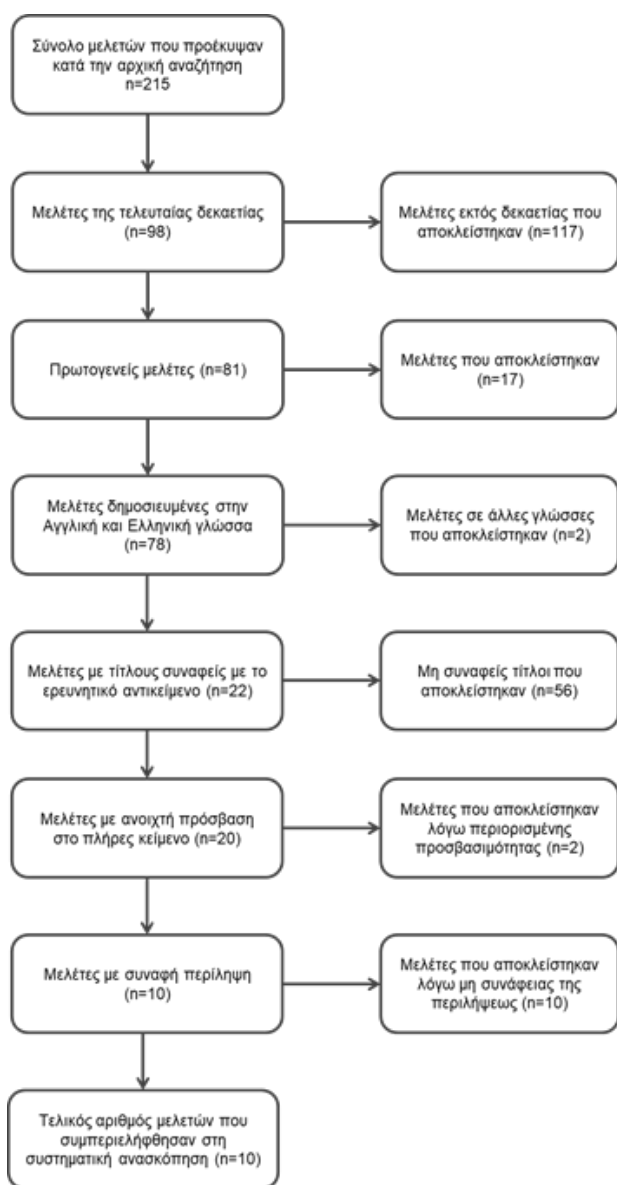 Σύνολο μελετών που προέκυψαν
κατά την αρχική αναζήτηση
n=215
Μελέτες της τελευταίας δεκαετίας
(n=98)
Μελέτες εκτός δεκαετίας που
αποκλείστηκαν (n=117)
Πρωτογενείς μελέτες (n=81)
Μελέτες που αποκλείστηκαν
(n=17)
Μελέτες δημοσιευμένες στην
Αγγλική και Ελληνική γλώσσα
(n=78)
Μελέτες σε άλλες γλώσσες
που αποκλείστηκαν (n=2)
Μελέτες με τίτλους συναφείς με το
ερευνητικό αντικείμενο (n=22)
Μη συναφείς τίτλοι που
αποκλείστηκαν (n=56)
Μελέτες με ανοιχτή πρόσβαση
στο πλήρες κείμενο (n=20)
Μελέτες που αποκλείστηκαν
λόγω περιορισμένης
προσβασιμότητας (n=2)
Μελέτες με συναφή περίληψη
(n=10)
Μελέτες που αποκλείστηκαν
λόγω μη συνάφειας της
περιλήψεως (n=10)
Τελικός αριθμός μελετών που
συμπεριελήφθησαν στη
συστηματική ανασκόπηση (n=10)